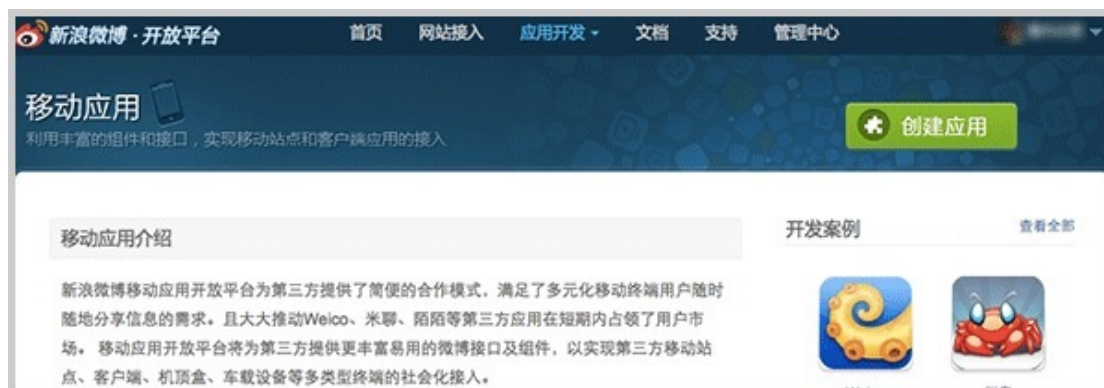 新浪微博·开放平台
首页 网站接入 应用开发 文档 支持 管理中心
移动应用
利用丰富的组件和接口，实现移动站点和客户端应用的接入
创建应用
移动应用介绍
新浪微博移动应用开放平台为第三方提供了简便的合作模式，满足了多元化移动终端用户随时
随地分享信息的需求。且大大推动Weico、米聊、陌陌等第三方应用在短期内占领了用户市
场。 移动应用开放平台将为第三方提供更丰富易用的微博接口及组件，以实现第三方移动站
点、客户端、机顶盒、车载设备等多类型终端的社会化接入。
开发案例
查看全部